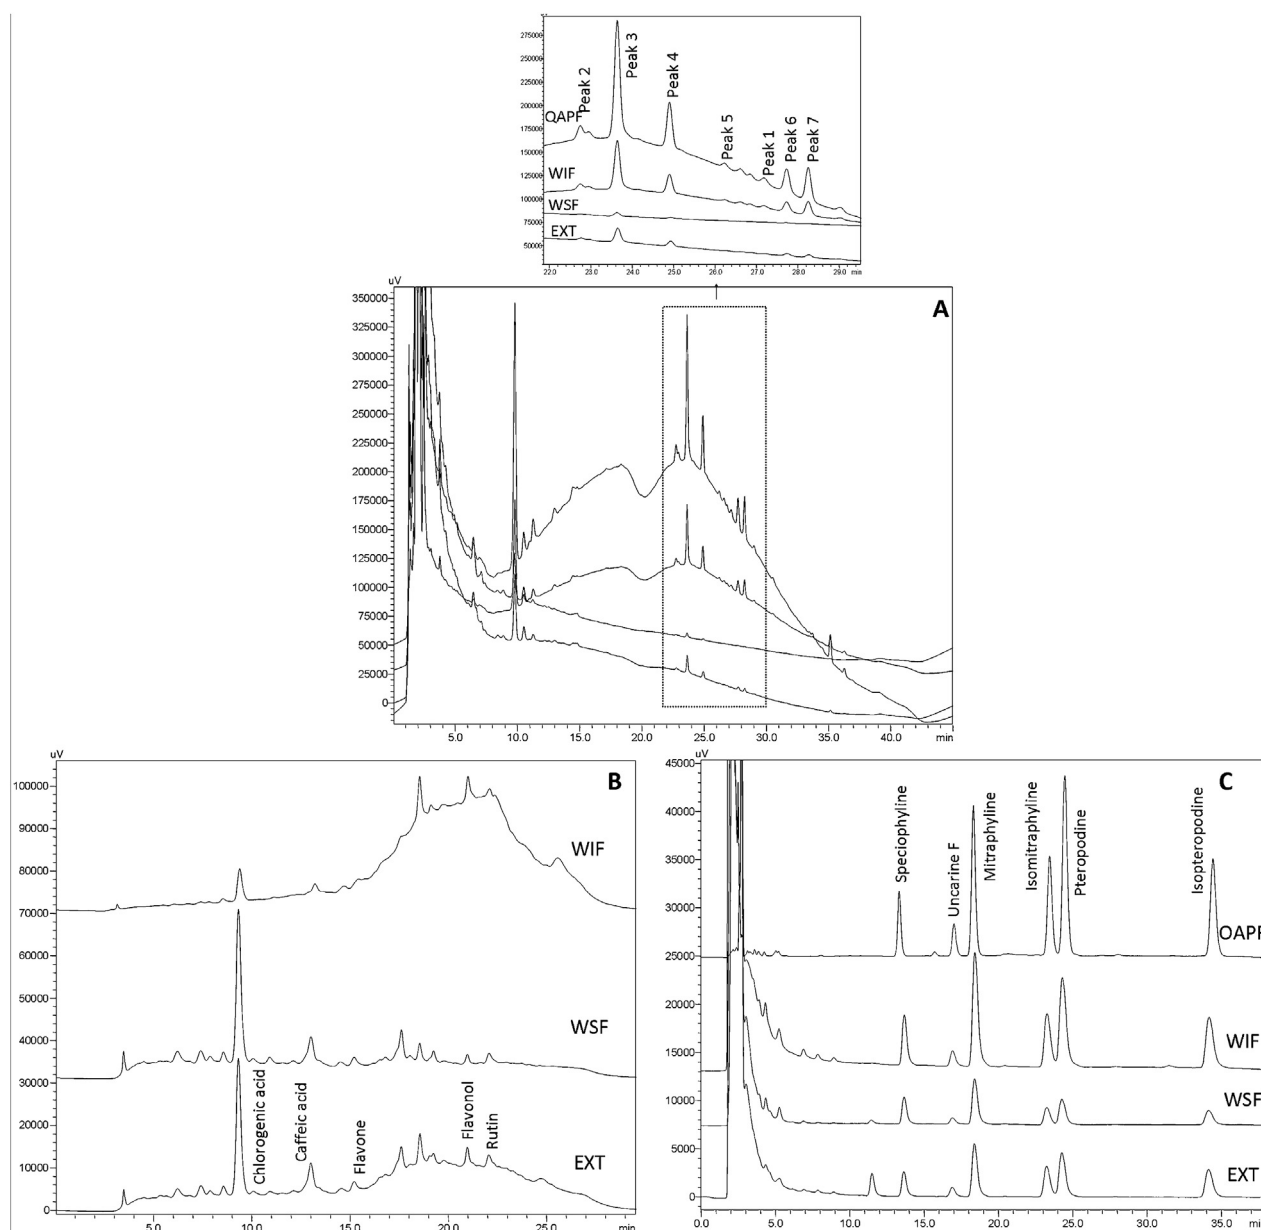 275000
250000
225000
200000
175000
150000
125000
100000
75000
50000
Peak 2
Peak 3
Peak 4
Peak 5
Peak 1
Peak 6
Peak 7
QAPF
WIF
WSF
EXT
22.0 23.0 24.0 25.0 26.0 27.0 28.0 29.0 min
uV
A
350000
325000
300000
275000
250000
225000
200000
175000
150000
125000
100000
75000
50000
25000
0
5.0 10.0 15.0 20.0 25.0 30.0 35.0 40.0 min
uV
B
100000
90000
80000
70000
60000
50000
40000
30000
20000
10000
0
WIF
WSF
EXT
Chlorogenic acid
Caffeic acid
Flavone
Flavonol
Rutin
5.0 10.0 15.0 20.0 25.0 min
uV
C
45000
40000
35000
30000
25000
20000
15000
10000
5000
0
Speciophyline
Uncarine F
Mitraphyline
Isomitraphyline
Pteropodine
Isopteropodine
OAPF
WIF
WSF
EXT
0.0 5.0 10.0 15.0 20.0 25.0 30.0 35.0 mi